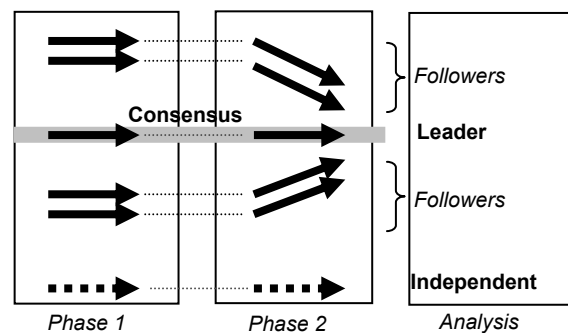 Followers
Consensus
Leader
Followers
Independent
Phase 1
Phase 2
Analysis